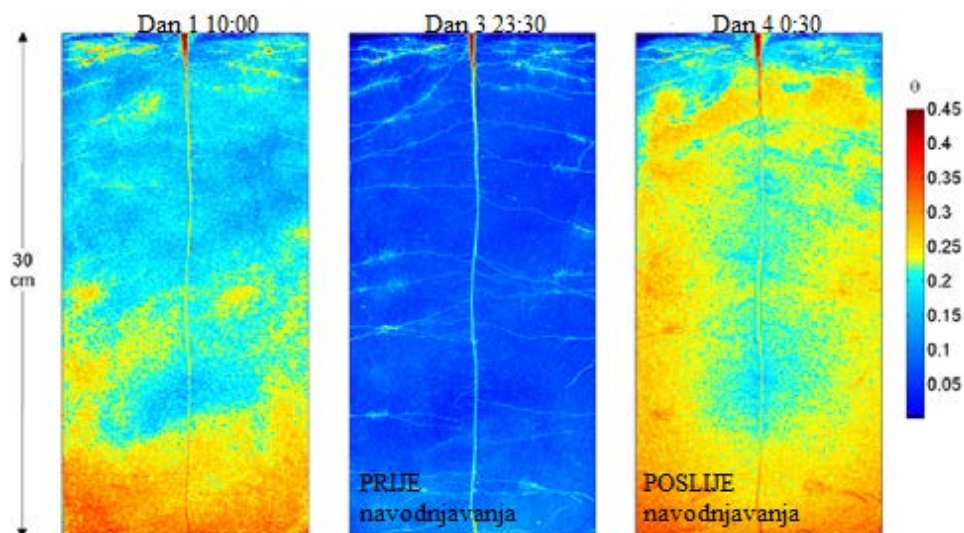 Dan 1 10:00
Dan 3 23:30
Dan 4 0:30
30
cm
PRIJE
navodnjavanja
POSLIJE
navodnjavanja
θ
0.45
0.4
0.35
0.3
0.25
0.2
0.15
0.1
0.05